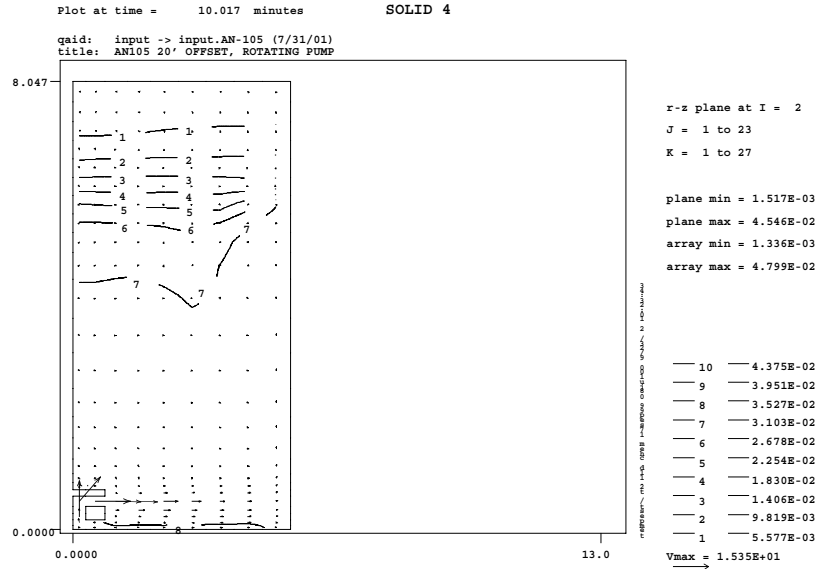 Plot at time = 10.017 minutes SOLID 4
qaid: input -> input.AN-105 (7/31/01)
title: AN105 20' OFFSET, ROTATING PUMP
8.047
r-z plane at I = 2
J = 1 to 23
K = 1 to 27
plane min = 1.517E-03
plane max = 4.546E-02
array min = 1.336E-03
array max = 4.799E-02
1 1
2 2
3 3
4 4
5 5
6 6 7
7 7
8
10 4.375E-02
9 3.951E-02
8 3.527E-02
7 3.103E-02
6 2.678E-02
5 2.254E-02
4 1.830E-02
3 1.406E-02
2 9.819E-03
1 5.577E-03
0.0000
0.0000 13.0
Vmax = 1.535E+01